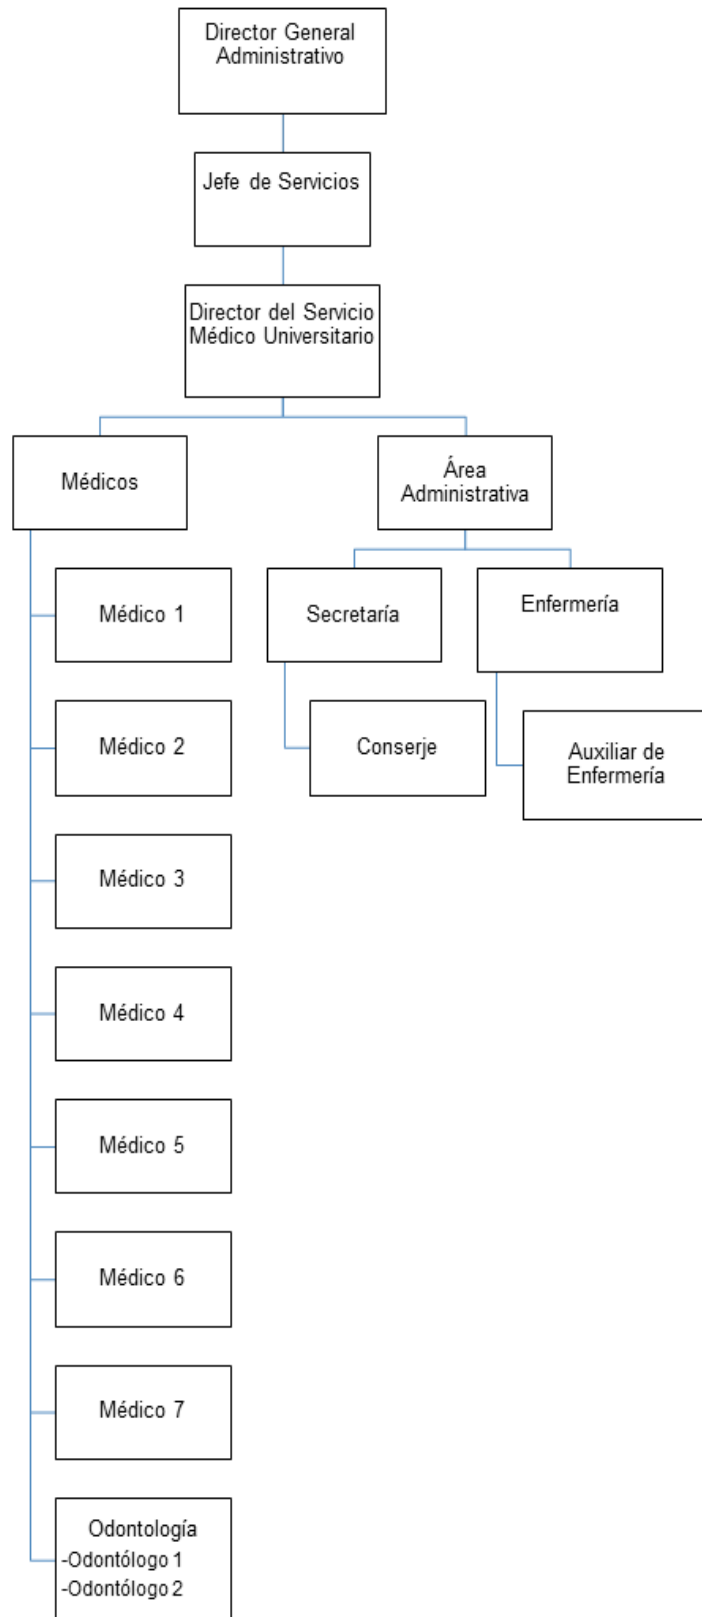 Director General
Administrativo
Jefe de Servicios
Director del Servicio
Médico Universitario
Médicos
Área
Administrativa
Médico 1
Secretaría
Enfermería
Médico 2
Conserje
Auxiliar de
Enfermería
Médico 3
Médico 4
Médico 5
Médico 6
Médico 7
Odontología
-Odontólogo 1
-Odontólogo 2